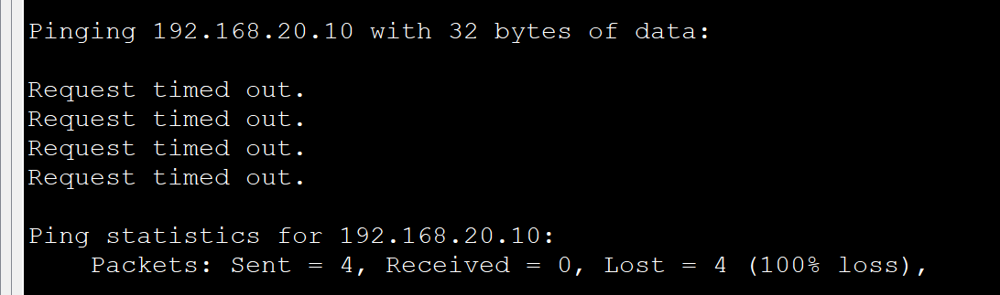 Pinging 192.168.20.10 with 32 bytes of data:
Request timed out.
Request timed out.
Request timed out.
Request timed out.
Ping statistics for 192.168.20.10:
Packets: Sent = 4, Received = 0, Lost = 4 (100% loss),